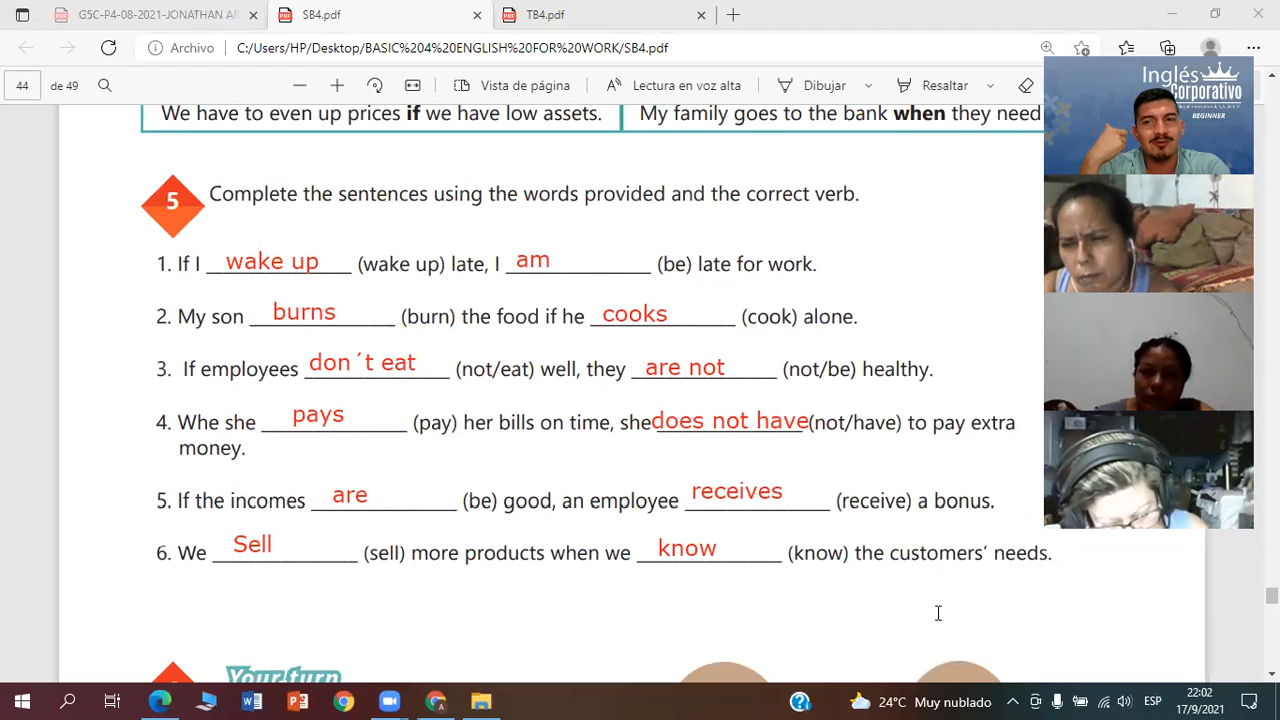 G5C-P4-08-2021-JONATHAN AR
SB4.pdf
TB4.pdf
Archivo
C:/Users/HP/Desktop/BASIC%204%20ENGLISH%20FOR%20WORK/SB4.pdf
44 de 49
Vista de página
Lectura en voz alta
Dibujar
Resaltar
Inglés
Corporativo
BEGINNER
We have to even up prices if we have low assets.
My family goes to the bank when they need
5 Complete the sentences using the words provided and the correct verb.
1. If I wake up (wake up) late, I am (be) late for work.
2. My son burns (burn) the food if he cooks (cook) alone.
3. If employees don´t eat (not/eat) well, they are not (not/be) healthy.
4. Whe she pays (pay) her bills on time, she does not have (not/have) to pay extra
money.
5. If the incomes are (be) good, an employee receives (receive) a bonus.
6. We Sell (sell) more products when we know (know) the customers’ needs.
Your turn
24°C Muy nublado
ESP
22:02
17/9/2021